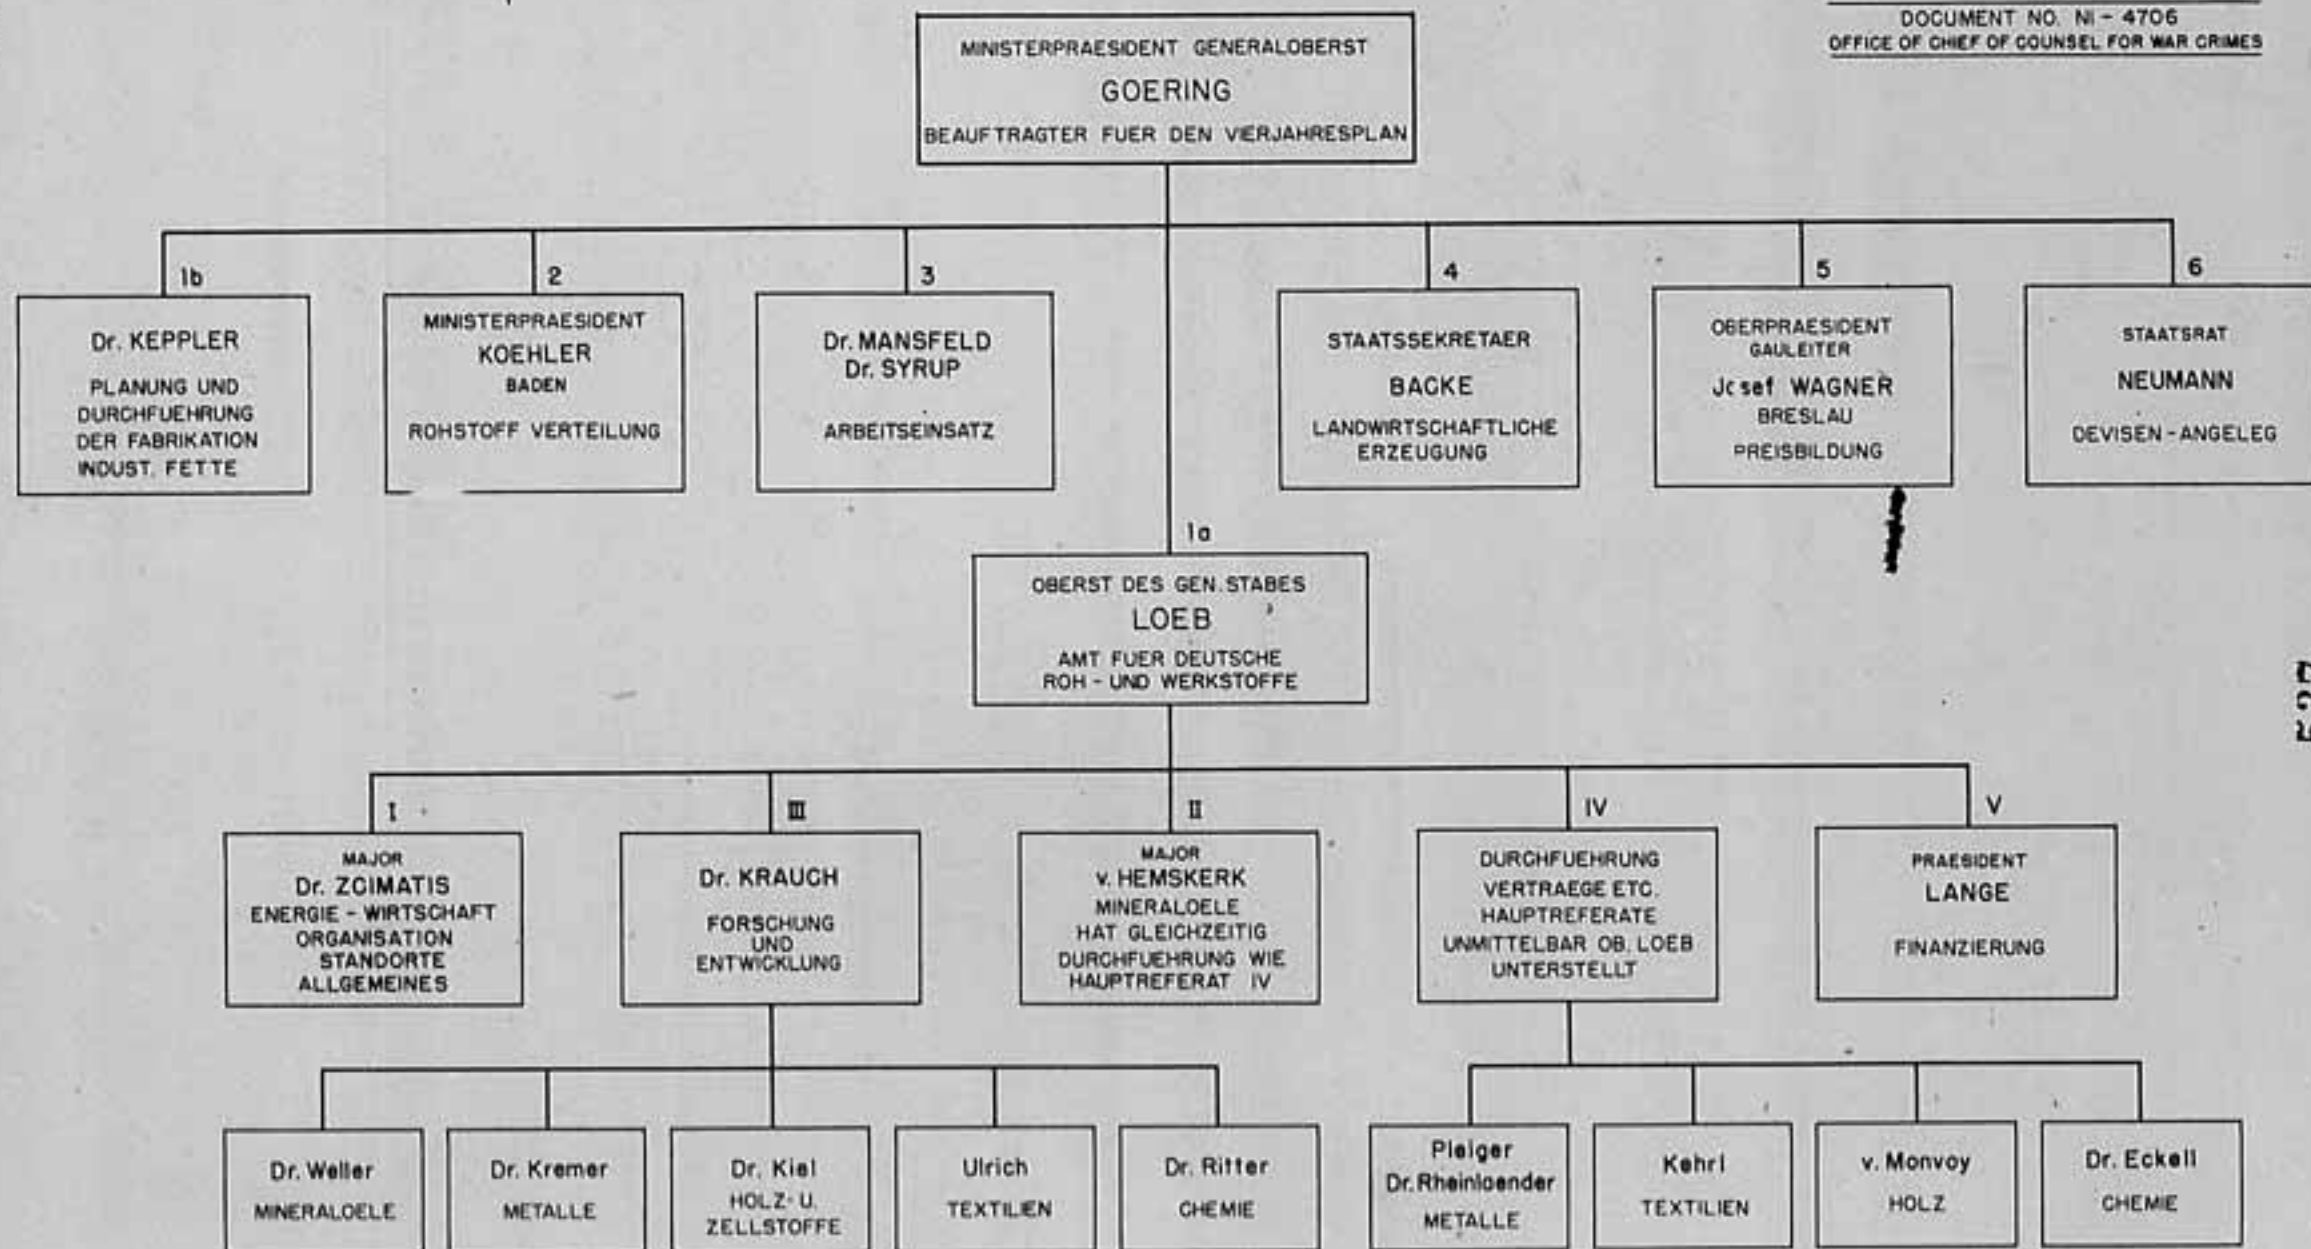 DOCUMENT NO. NI - 4706
OFFICE OF CHIEF OF COUNSEL FOR WAR CRIMES
MINISTERPRAESIDENT GENERALOBERST
GOERING
BEAUFTRAGTER FUER DEN VIERJAHRESPLAN
1b
Dr. KEPPLER
PLANUNG UND
DURCHFUEHRUNG
DER FABRIKATION
INDUST. FETTE
2
MINISTERPRAESIDENT
KOEHLER
BADEN
ROHSTOFF VERTEILUNG
3
Dr. MANSFELD
Dr. SYRUP
ARBEITSEINSATZ
4
STAATSSEKRETAER
BACKE
LANDWIRTSCHAFTLICHE
ERZEUGUNG
5
OBERPRAESIDENT
GAULEITER
Josef WAGNER
BRESLAU
PREISBILDUNG
6
STAATSRAT
NEUMANN
DEVISEN - ANGELEG
1a
OBERST DES GEN. STABES
LOEB
AMT FUER DEUTSCHE
ROH - UND WERKSTOFFE
I
MAJOR
Dr. ZCIMATIS
ENERGIE - WIRTSCHAFT
ORGANISATION
STANDORTE
ALLGEMEINES
III
Dr. KRAUCH
FORSCHUNG
UND
ENTWICKLUNG
II
MAJOR
v. HEMSKERK
MINERALOELE
HAT GLEICHZEITIG
DURCHFUEHRUNG WIE
HAUPTREFERAT IV
IV
DURCHFUEHRUNG
VERTRAEGE ETC.
HAUPTREFERATE
UNMITTELBAR OB. LOEB
UNTERSTELLT
V
PRAESIDENT
LANGE
FINANZIERUNG
Dr. Weller
MINERALOELE
Dr. Kremer
METALLE
Dr. Kiel
HOLZ- U.
ZELLSTOFFE
Ulrich
TEXTILIEN
Dr. Ritter
CHEMIE
Pleiger
Dr. Rheinlaender
METALLE
Kehrl
TEXTILIEN
v. Monvoy
HOLZ
Dr. Eckell
CHEMIE